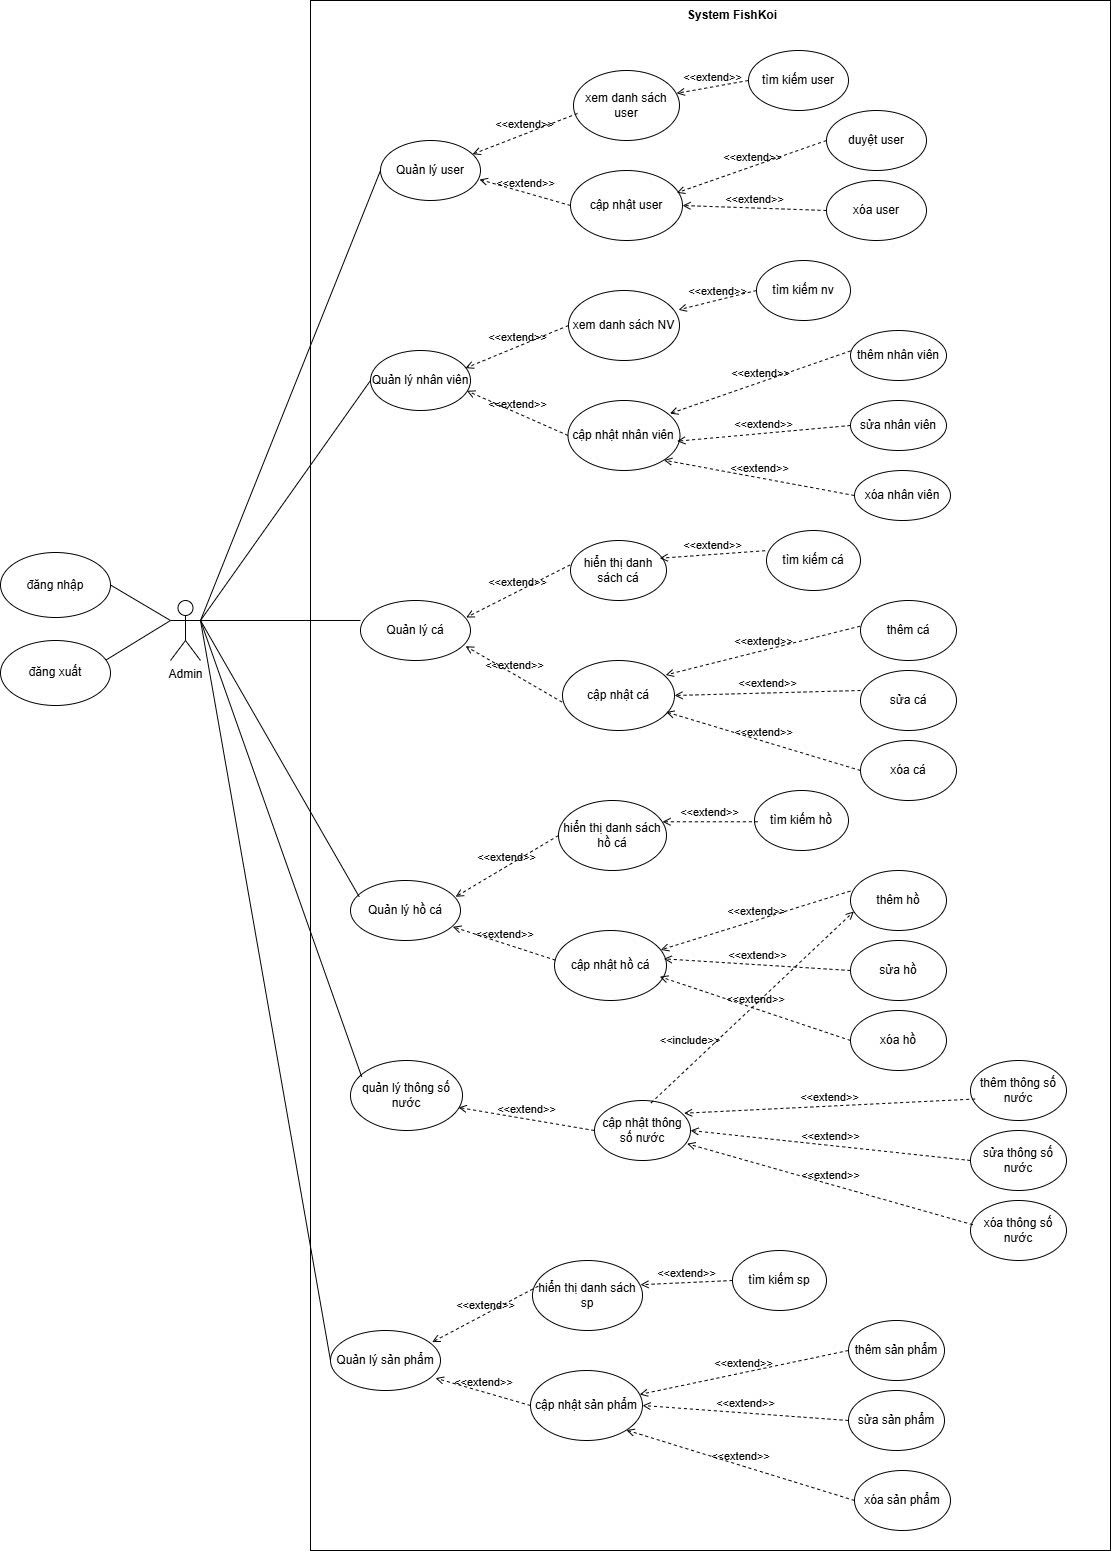 System FishKoi
tìm kiếm user
<<extend>>
xem danh sách
user
<<extend>>
duyệt user
<<extend>>
Quản lý user
<<extend>>
cập nhật user
<<extend>>
xóa user
tìm kiếm nv
<<extend>>
xem danh sách NV
<<extend>>
thêm nhân viên
<<extend>>
Quản lý nhân viên
<<extend>>
cập nhật nhân viên
<<extend>>
sửa nhân viên
<<extend>>
xóa nhân viên
<<extend>>
hiển thị danh
sách cá
tìm kiếm cá
<<extend>>
đăng nhập
Quản lý cá
thêm cá
<<extend>>
<<extend>>
đăng xuất
Admin
cập nhật cá
<<extend>>
sửa cá
<<extend>>
xóa cá
<<extend>>
tìm kiếm hồ
hiển thị danh sách
hồ cá
<<extend>>
thêm hồ
<<extend>>
Quản lý hồ cá
<<extend>>
cập nhật hồ cá
<<extend>>
sửa hồ
<<extend>>
<<include>>
xóa hồ
quản lý thông số
nước
<<extend>>
cập nhật thông
số nước
<<extend>>
thêm thông số
nước
<<extend>>
sửa thông số
nước
<<extend>>
xóa thông số
nước
<<extend>>
tìm kiếm sp
hiển thị danh sách
sp
<<extend>>
Quản lý sản phẩm
thêm sản phẩm
<<extend>>
<<extend>>
cập nhật sản phẩm
<<extend>>
sửa sản phẩm
<<extend>>
xóa sản phẩm